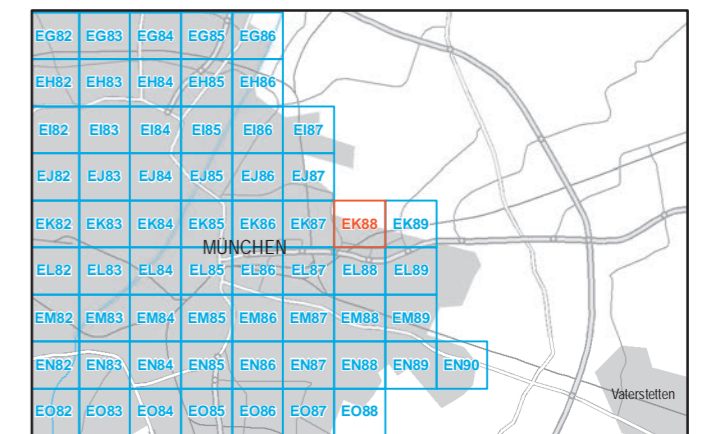 EG82 EG83 EG84 EG85 EG86
EH82 EH83 EH84 EH85 EH86
EI82 EI83 EI84 EI85 EI86 EI87
EJ82 EJ83 EJ84 EJ85 EJ86 EJ87
EK82 EK83 EK84 EK85 EK86 EK87 EK88 EK89
MÜNCHEN
EL82 EL83 EL84 EL85 EL86 EL87 EL88 EL89
EM82 EM83 EM84 EM85 EM86 EM87 EM88 EM89
EN82 EN83 EN84 EN85 EN86 EN87 EN88 EN89 EN90
Vaterstetten
EO82 EO83 EO84 EO85 EO86 EO87 EO88